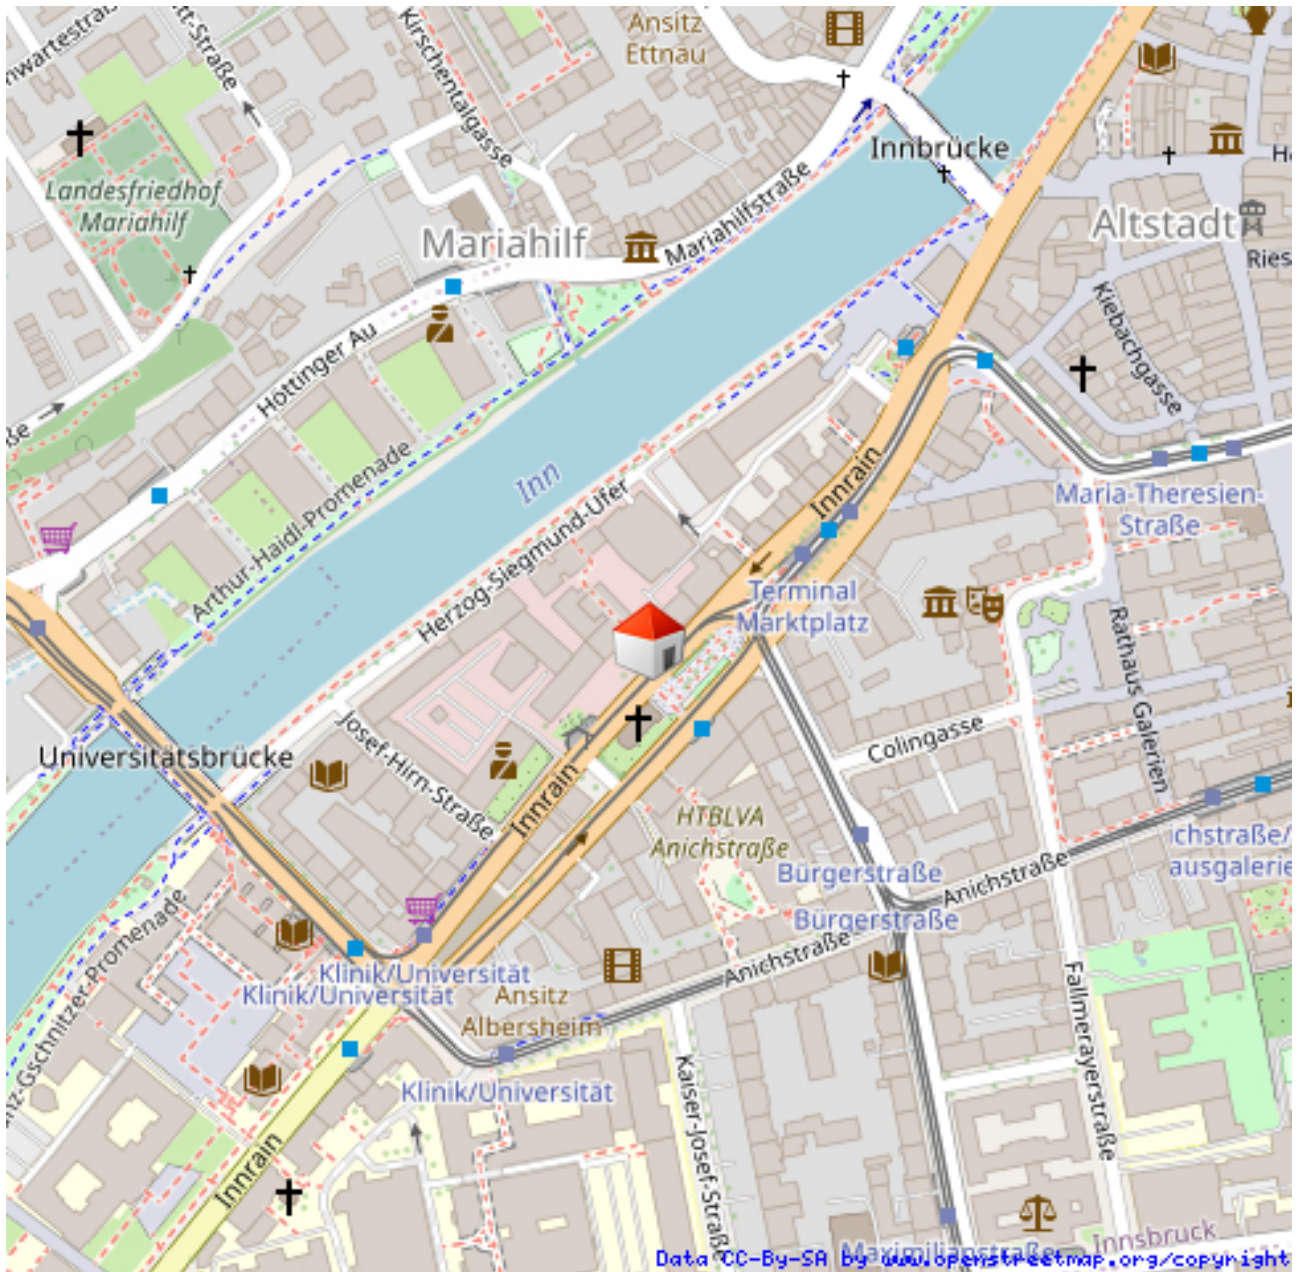 Ansitz
Ettnau
Kirschentalgasse
Innbrücke
Landesfriedhof
Mariahilf
Mariahilf
Mariahilfstraße
Altstadt
Kiebachgasse
Höttinger Au
Inn
Innrain
Maria-Theresien-
Straße
Arthur-Haidl-Promenade
Herzog-Siegmund-Ufer
Terminal
Marktplatz
Rathaus Galerien
Universitätsbrücke
Josef-Hirn-Straße
Innrain
Colingasse
HTBLVA
Anichstraße
Bürgerstraße
Bürgerstraße
Anichstraße
Anichstraße
Klinik/Universität
Klinik/Universität
Ansitz
Albersheim
Klinik/Universität
Kaiser-Josef-Straße
Fallmerayerstraße
Innrain
Maximilianstraße
Innsbruck
Data CC-By-SA by www.openstreetmap.org/copyright